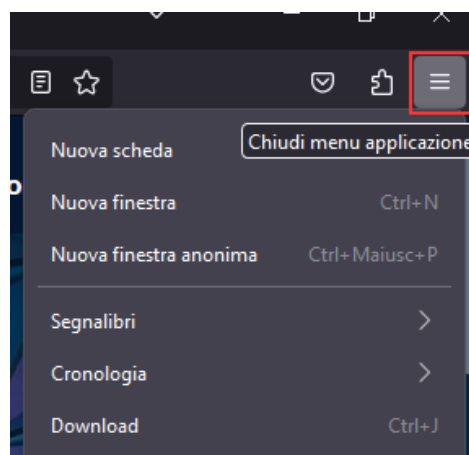 Nuova scheda
Chiudi menu applicazione
o
Nuova finestra Ctrl+N
Nuova finestra anonima Ctrl+Maiusc+P
Segnalibri
Cronologia
Download Ctrl+J